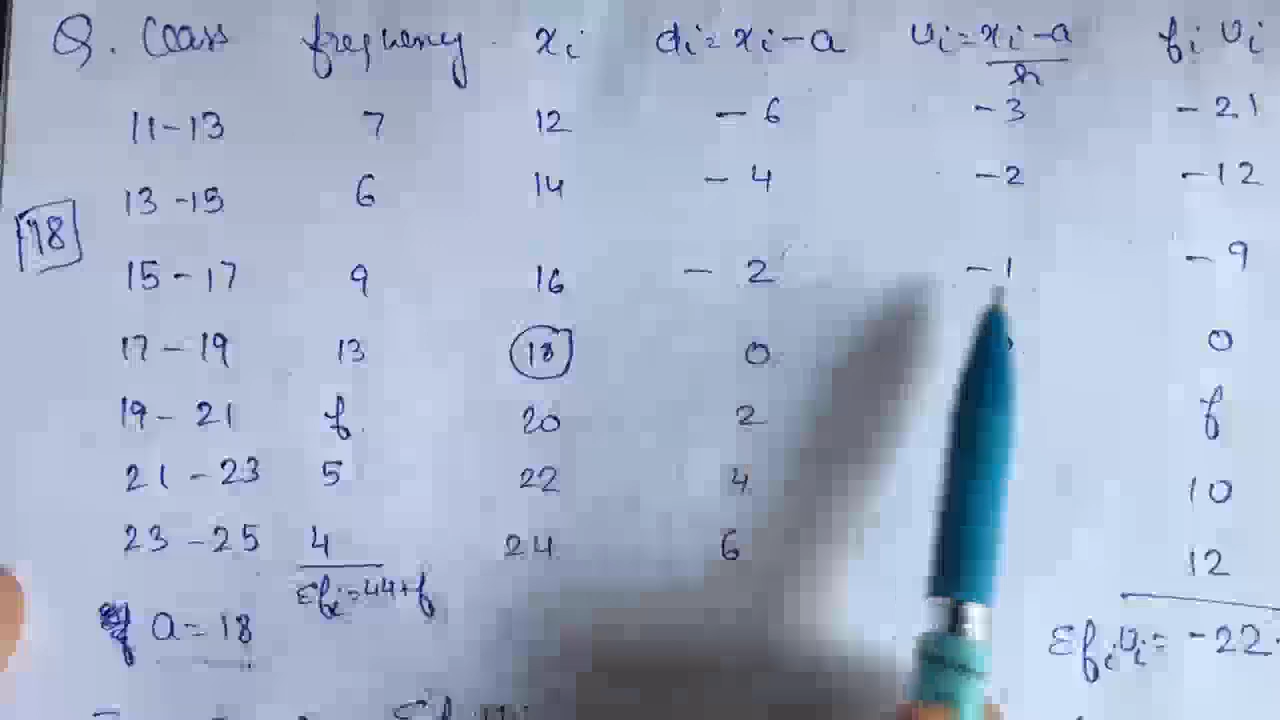 Q. Class frequency xi di = xi - a ui = xi - a / h fi ui
11-13 7 12 - 6 - 3 - 21
13-15 6 14 - 4 - 2 - 12
18
15-17 9 16 - 2 - 1 - 9
17-19 13 18 0 0
19-21 f 20 2 f
21-23 5 22 4 10
23-25 4 24 6 12
Σfi = 44+f
a = 18
Σfiui = -22